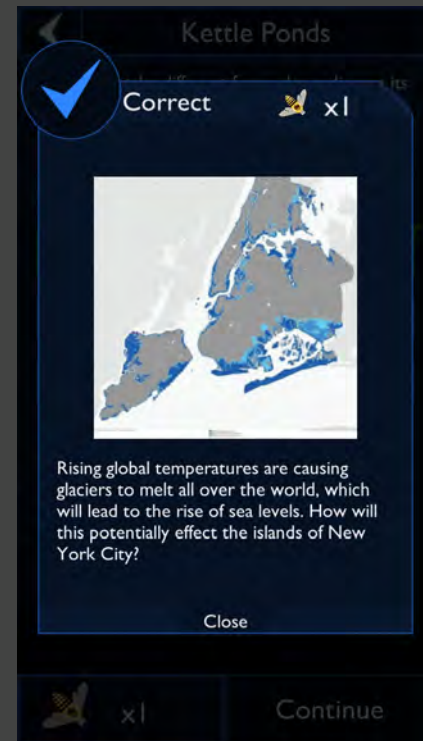 Kettle Ponds
its
Correct
x1
Rising global temperatures are causing
glaciers to melt all over the world, which
will lead to the rise of sea levels. How will
this potentially effect the islands of New
York City?
Close
x1
Continue